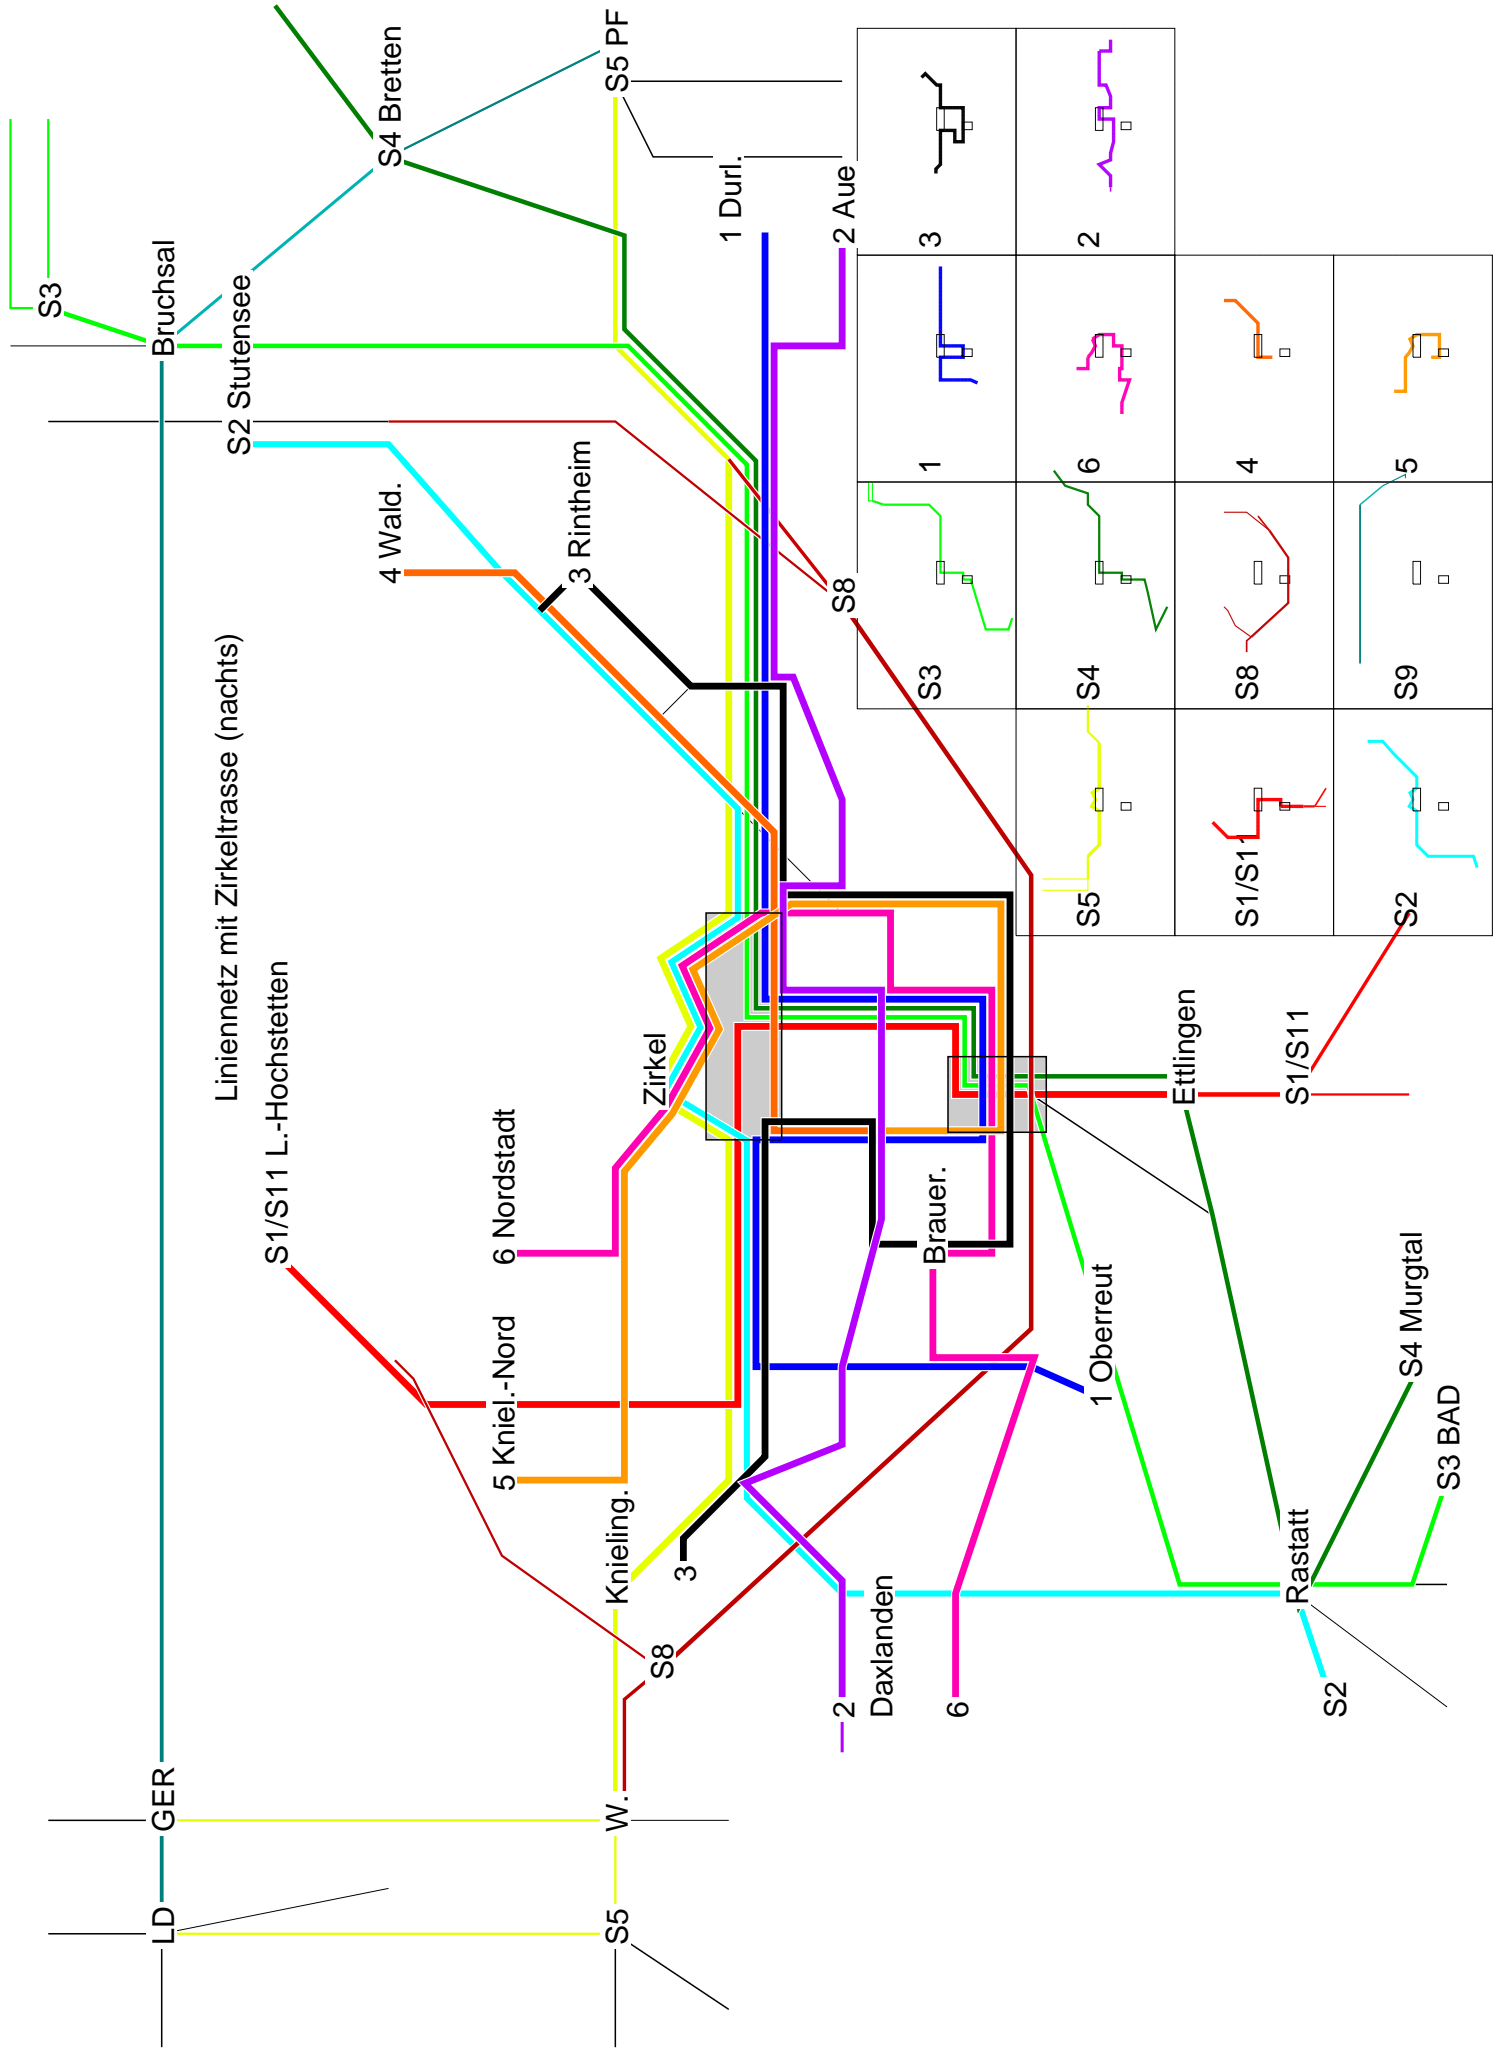 S3
Bruchsal
S2 Stutensee
S4 Bretten
S5 PF
1 Durl.
2 Aue
4 Wald.
3 Rintheim
S8
Liniennetz mit Zirkeltrasse (nachts)
S1/S11 L.-Hochstetten
Zirkel
6 Nordstadt
5 Kniel.-Nord
Knieling.
3
S8
Brauer.
1 Oberreut
Ettlingen
S1/S11
S4 Murgtal
S3 BAD
Rastatt
S2
2
Daxlanden
6
GER
LD
W.
S5
3
2
1
6
4
5
S3
S4
S8
S9
S5
S1/S11
S2